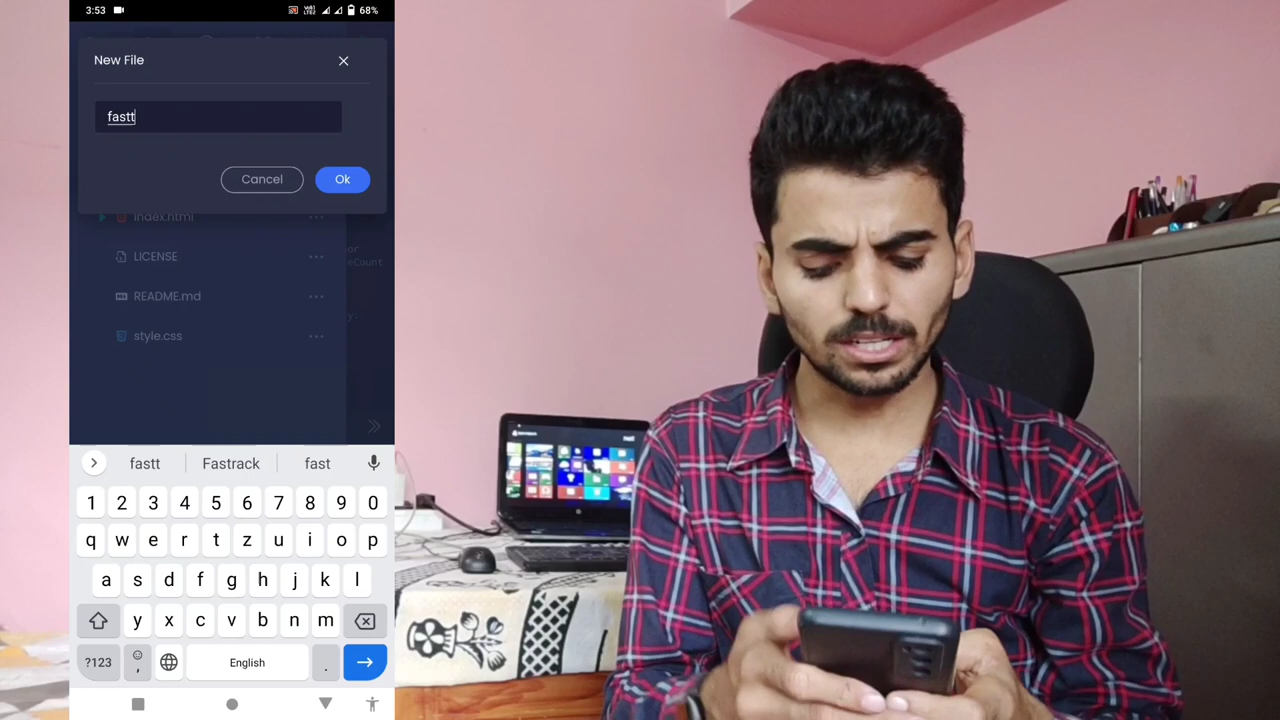 3:53
68%
New File
fastt
Cancel
Ok
index.html
LICENSE
README.md
style.css
fastt
Fastrack
fast
1 2 3 4 5 6 7 8 9 0
q w e r t z u i o p
a s d f g h j k l
y x c v b n m
?123
,
English
.